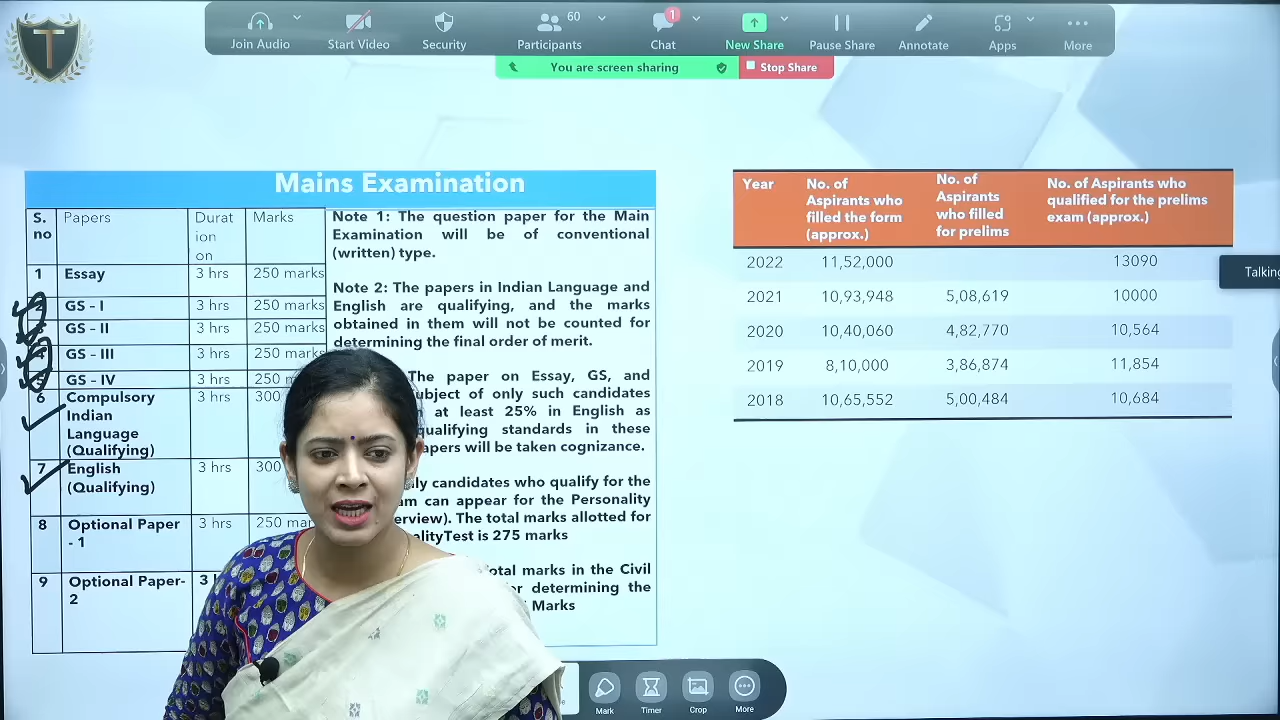 T
Join Audio
Start Video
Security
60
Participants
1
Chat
New Share
Pause Share
Annotate
Apps
More
You are screen sharing
Stop Share
Mains Examination
S. no
Papers
Durat ion on
Marks
1 Essay 3 hrs 250 marks
GS - I 3 hrs 250 marks
GS - II 3 hrs 250 marks
GS - III 3 hrs 250 marks
GS - IV 3 hrs 250
6 Compulsory 3 hrs 300
Indian
Language
(Qualifying)
7 English 3 hrs 300
(Qualifying)
8 Optional Paper 3 hrs 250
- 1
9 Optional Paper- 3
2
Note 1: The question paper for the Main
Examination will be of conventional
(written) type.
Note 2: The papers in Indian Language and
English are qualifying, and the marks
obtained in them will not be counted for
determining the final order of merit.
The paper on Essay, GS, and
of only such candidates
at least 25% in English as
qualifying standards in these
will be taken cognizance.
candidates who qualify for the
can appear for the Personality
The total marks allotted for
is 275 marks
marks in the Civil
determining the
Marks
Year
No. of
Aspirants who
filled the form
(approx.)
No. of
Aspirants
who filled
for prelims
No. of Aspirants who
qualified for the prelims
exam (approx.)
2022 11,52,000 13090
2021 10,93,948 5,08,619 10000
2020 10,40,060 4,82,770 10,564
2019 8,10,000 3,86,874 11,854
2018 10,65,552 5,00,484 10,684
Talking
Mark
Timer
Crop
More